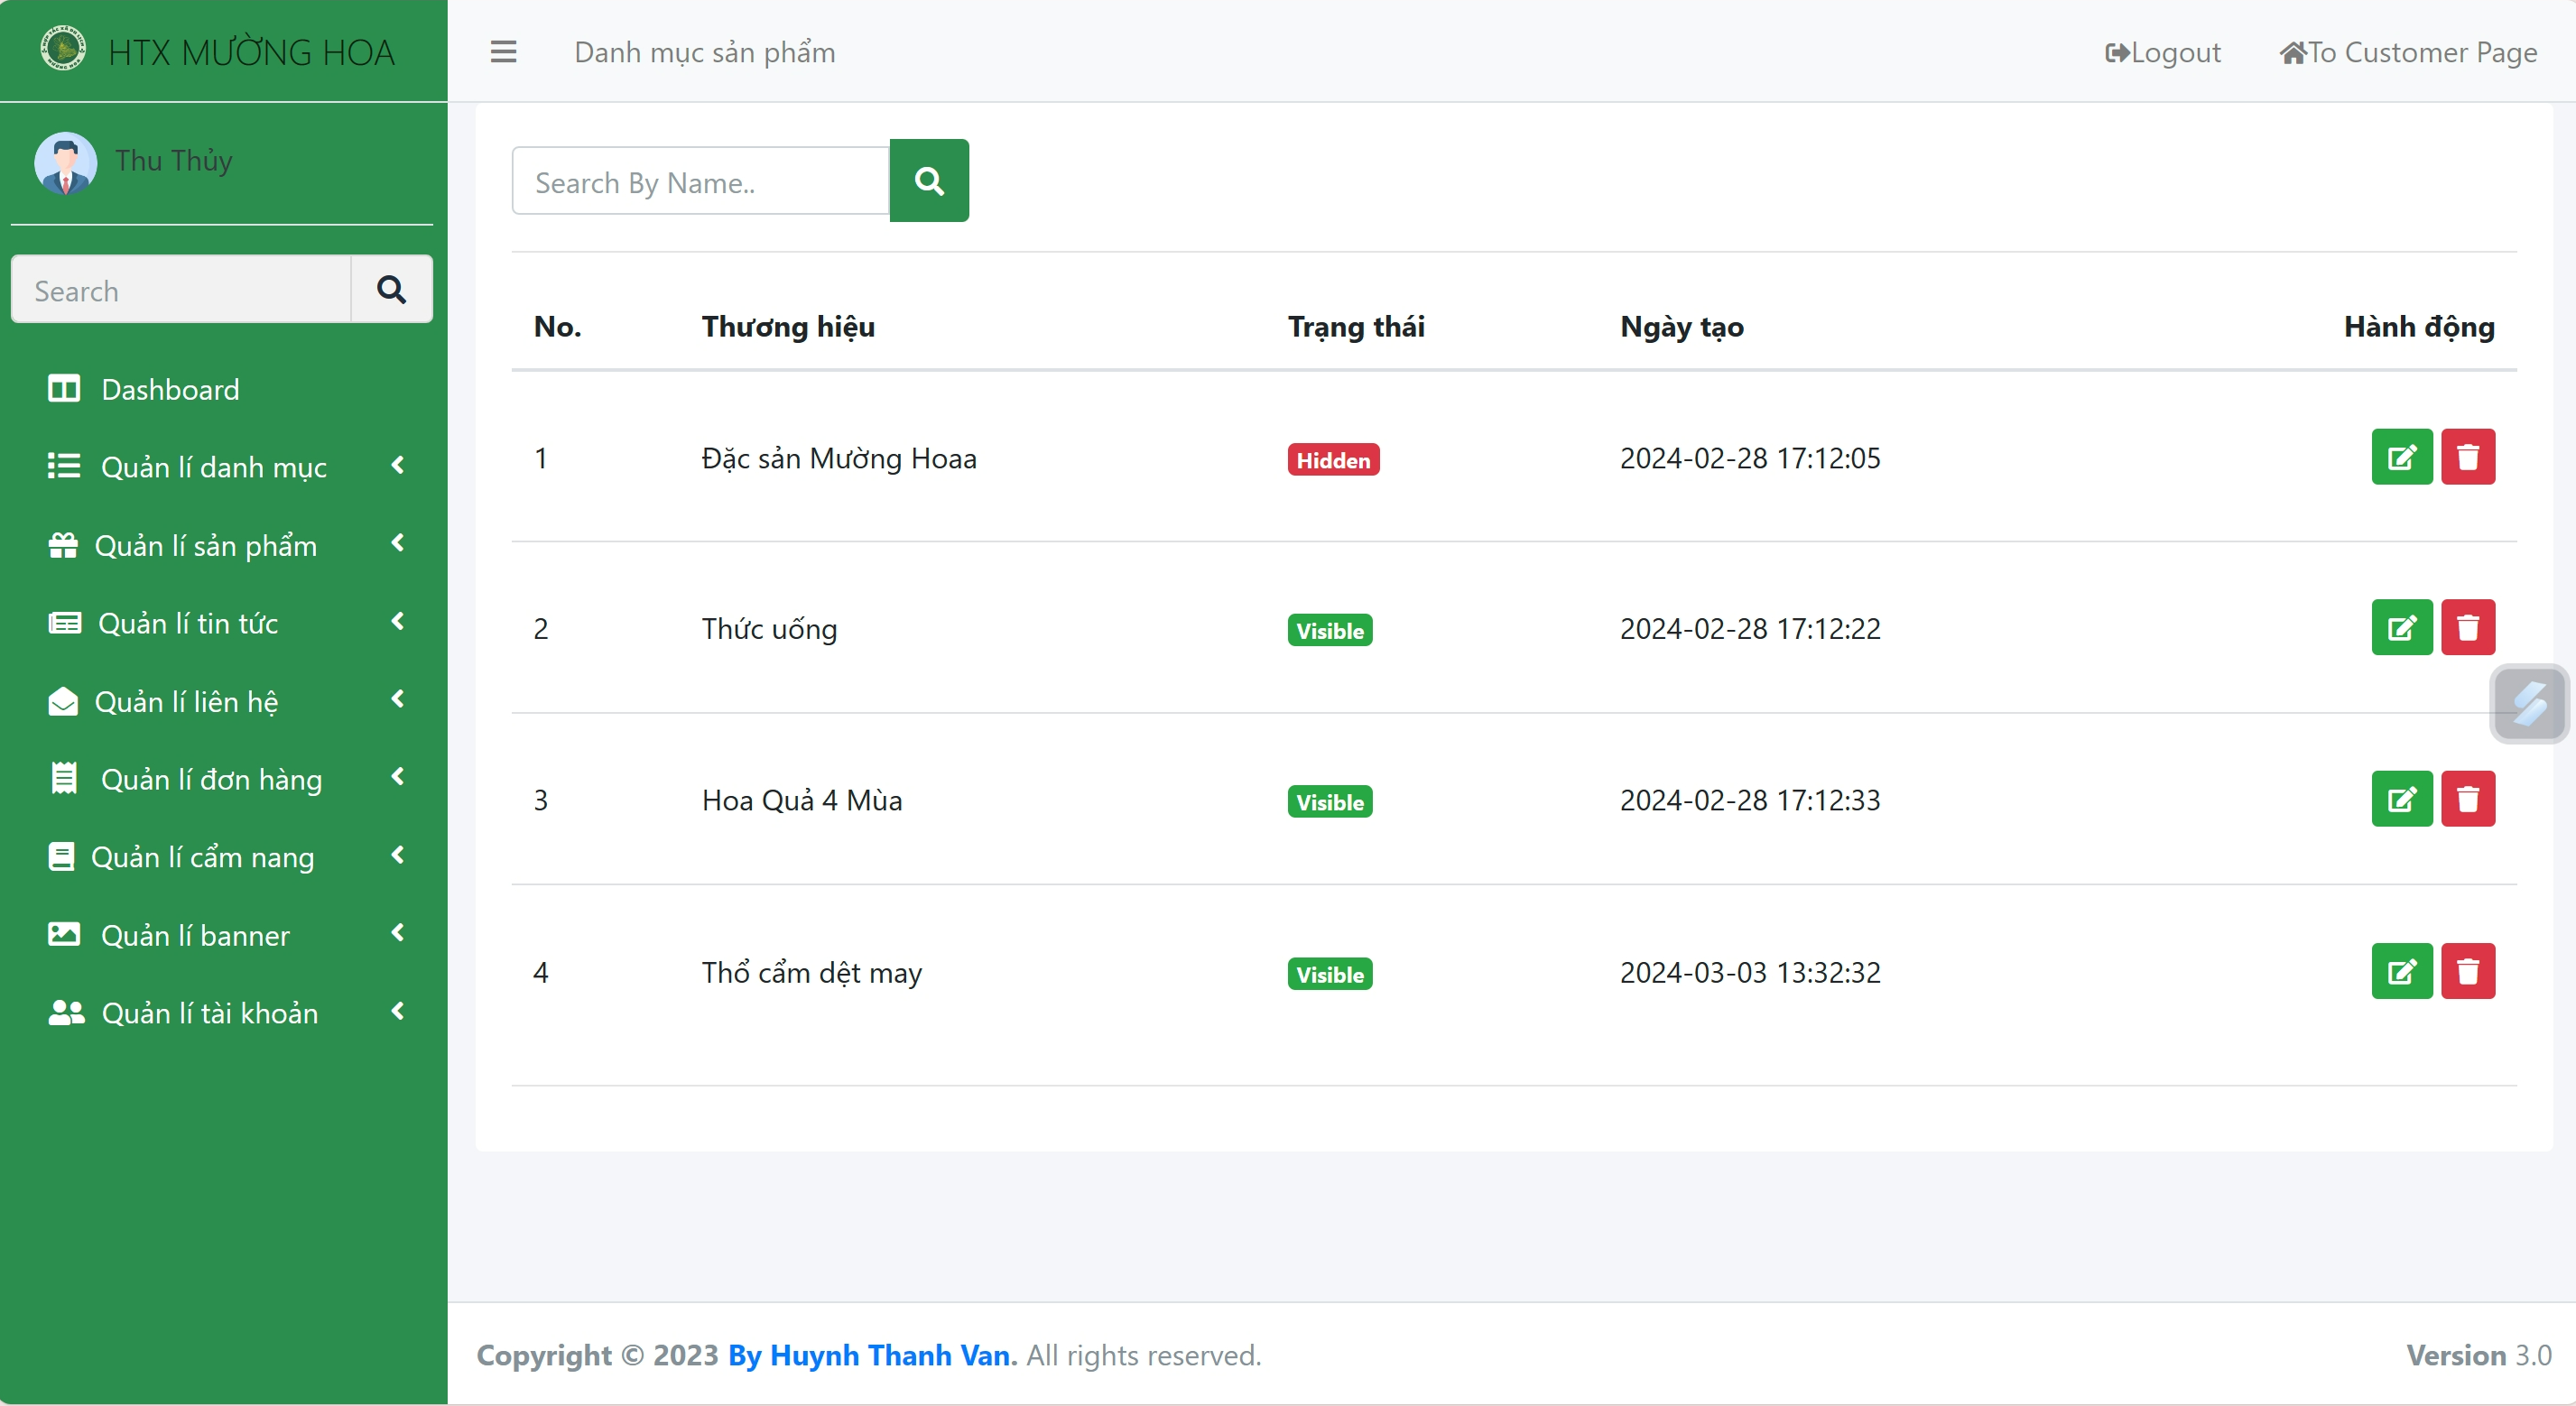 HTX MƯỜNG HOA
Danh mục sản phẩm
Logout
To Customer Page
Thu Thủy
Search
Dashboard
Quản lí danh mục
Quản lí sản phẩm
Quản lí tin tức
Quản lí liên hệ
Quản lí đơn hàng
Quản lí cẩm nang
Quản lí banner
Quản lí tài khoản
Search By Name..
No. Thương hiệu Trạng thái Ngày tạo Hành động
1 Đặc sản Mường Hoaa Hidden 2024-02-28 17:12:05
2 Thức uống Visible 2024-02-28 17:12:22
3 Hoa Quả 4 Mùa Visible 2024-02-28 17:12:33
4 Thổ cẩm dệt may Visible 2024-03-03 13:32:32
Copyright © 2023 By Huynh Thanh Van. All rights reserved.
Version 3.0